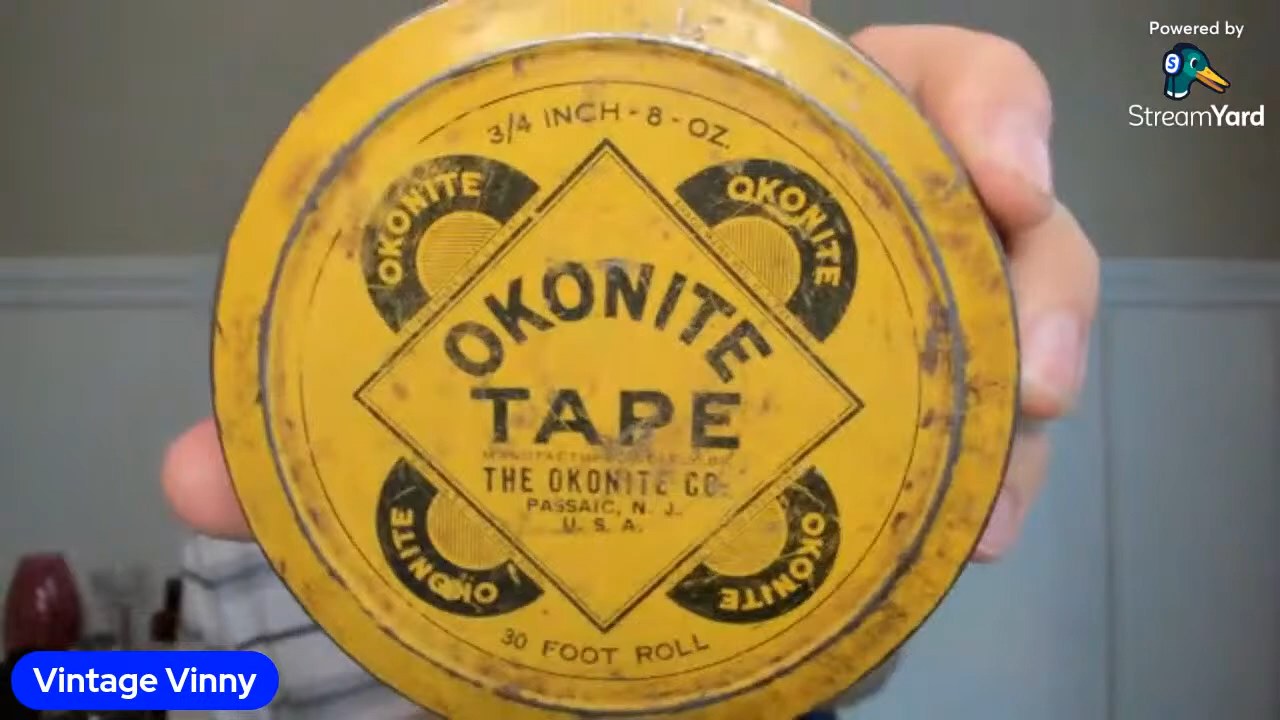 Powered by
StreamYard
3/4 INCH - 8 - OZ.
OKONITE
OKONITE
OKONITE
TAPE
THE OKONITE CO.
PASSAIC, N. J.
U. S. A.
OKONITE
OKONITE
30 FOOT ROLL
Vintage Vinny